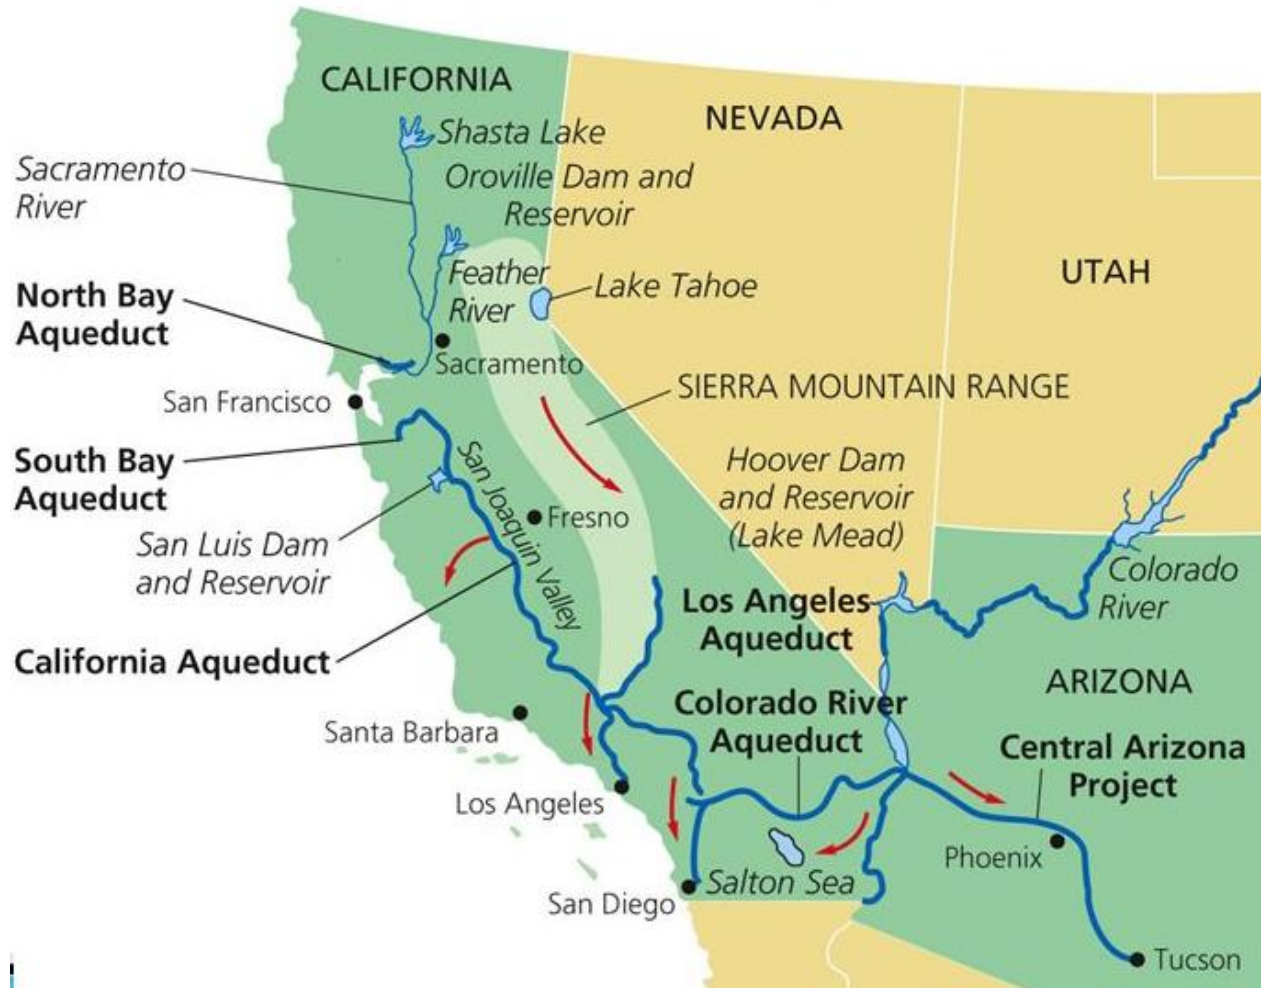 CALIFORNIA
NEVADA
Shasta Lake
Sacramento
River
Oroville Dam and
Reservoir
UTAH
Feather
River
Lake Tahoe
North Bay
Aqueduct
Sacramento
SIERRA MOUNTAIN RANGE
San Francisco
South Bay
Aqueduct
San Joaquin Valley
Hoover Dam
and Reservoir
(Lake Mead)
Fresno
San Luis Dam
and Reservoir
Colorado
River
Los Angeles
Aqueduct
California Aqueduct
ARIZONA
Colorado River
Aqueduct
Santa Barbara
Central Arizona
Project
Los Angeles
Phoenix
Salton Sea
San Diego
Tucson